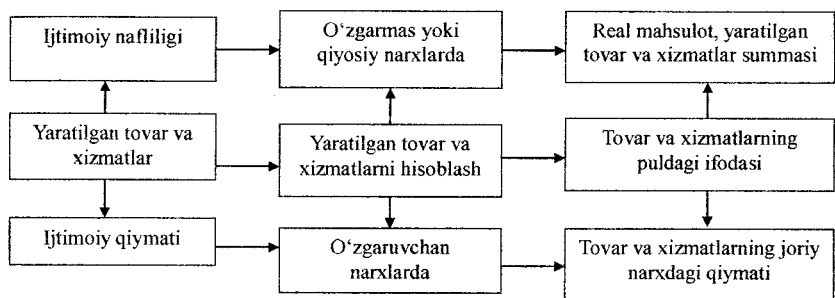 Ijtimoiy nafliligi
O‘zgarmas yoki
qiyosiy narxlarda
Real mahsulot, yaratilgan
tovar va xizmatlar summasi
Yaratilgan tovar va
xizmatlar
Yaratilgan tovar va
xizmatlarni hisoblash
Tovar va xizmatlarning
puldagi ifodasi
Ijtimoiy qiymati
O‘zgaruvchan
narxlarda
Tovar va xizmatlarning joriy
narxdagi qiymati